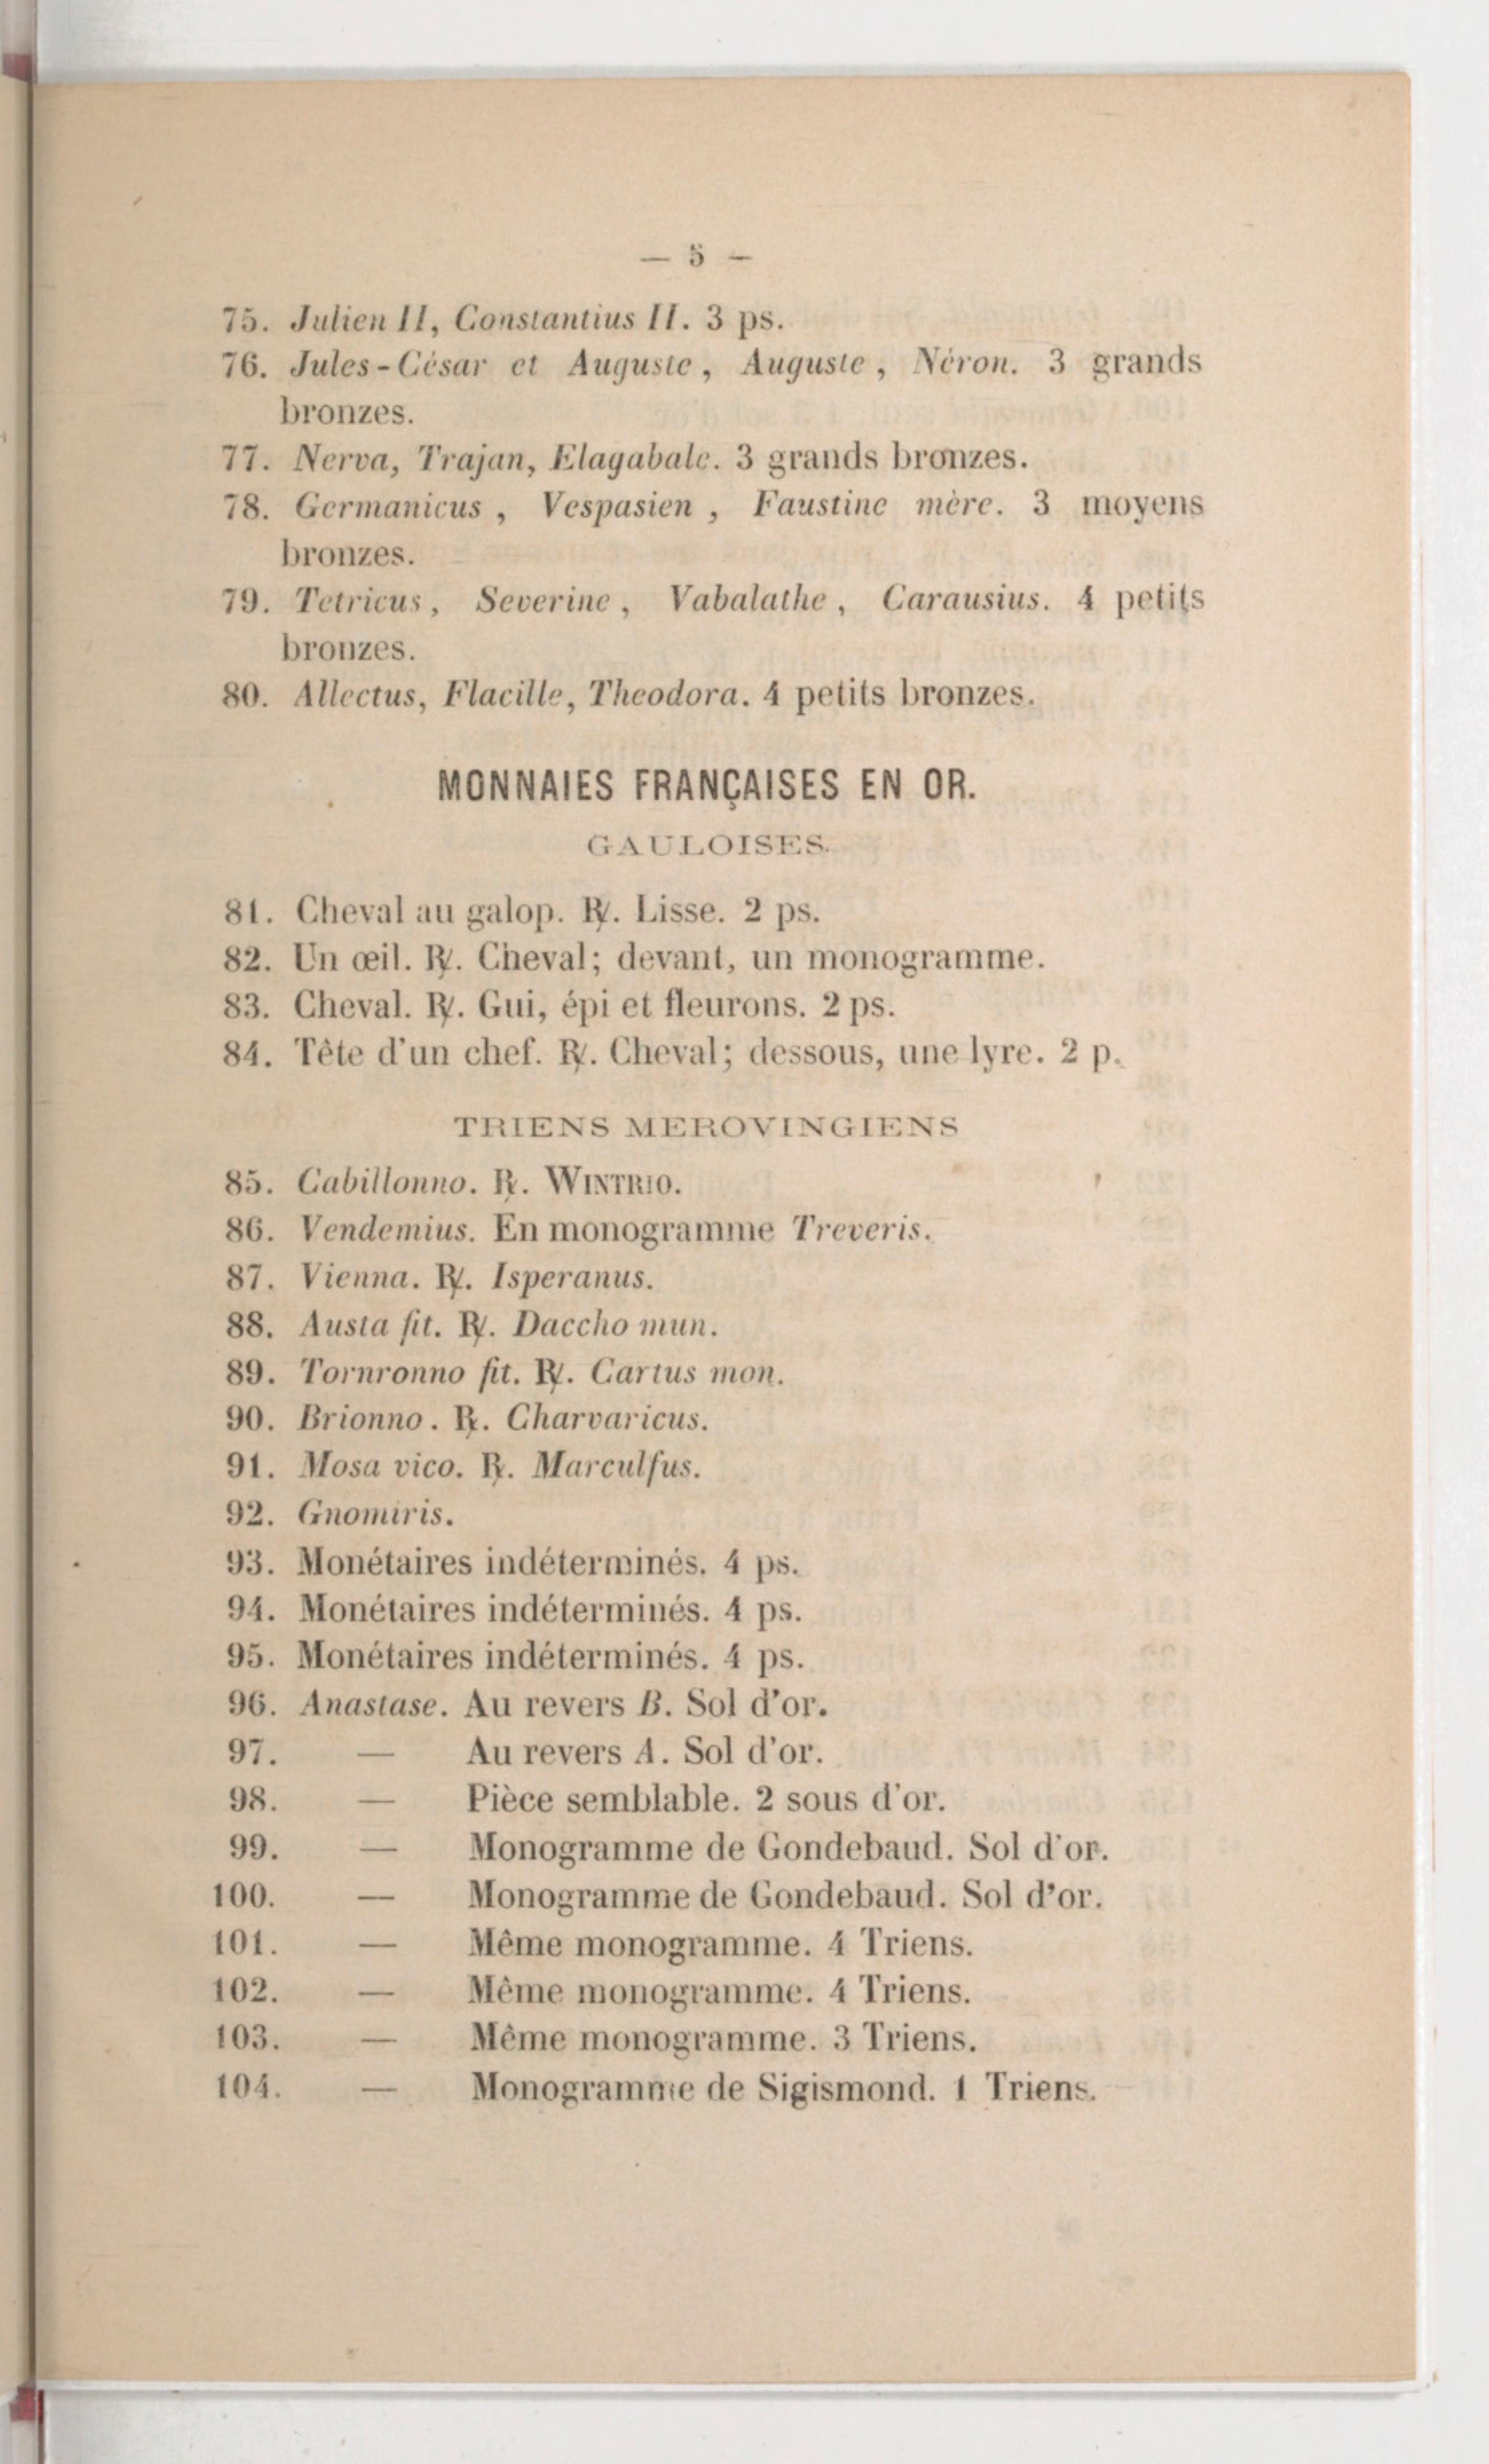 — 5 —
75. Julien II, Constantius II. 3 ps.
76. Jules-César et Auguste, Auguste, Néron. 3 grands
bronzes.
77. Nerva, Trajan, Elagabale. 3 grands bronzes.
78. Germanicus, Vespasien, Faustine mère. 3 moyens
bronzes.
79. Tetricus, Severine, Vabalathe, Carausius. 4 petits
bronzes.
80. Allectus, Flacille, Theodora. 4 petits bronzes.
MONNAIES FRANÇAISES EN OR.
GAULOISES.
81. Cheval au galop. ℟. Lisse. 2 ps.
82. Un œil. ℟. Cheval; devant, un monogramme.
83. Cheval. ℟. Gui, épi et fleurons. 2 ps.
84. Tête d'un chef. ℟. Cheval; dessous, une lyre. 2 p.
TRIENS MEROVINGIENS
85. Cabillonno. ℟. WINTRIO.
86. Vendemius. En monogramme Treveris.
87. Vienna. ℟. Isperanus.
88. Austa fit. ℟. Daccho mun.
89. Tornronno fit. ℟. Cartus mon.
90. Brionno. ℟. Charvaricus.
91. Mosa vico. ℟. Marculfus.
92. Gnomiris.
93. Monétaires indéterminés. 4 ps.
94. Monétaires indéterminés. 4 ps.
95. Monétaires indéterminés. 4 ps.
96. Anastase. Au revers B. Sol d'or.
97. — Au revers A. Sol d'or.
98. — Pièce semblable. 2 sous d'or.
99. — Monogramme de Gondebaud. Sol d'or.
100. — Monogramme de Gondebaud. Sol d'or.
101. — Même monogramme. 4 Triens.
102. — Même monogramme. 4 Triens.
103. — Même monogramme. 3 Triens.
104. — Monogramme de Sigismond. 1 Triens.